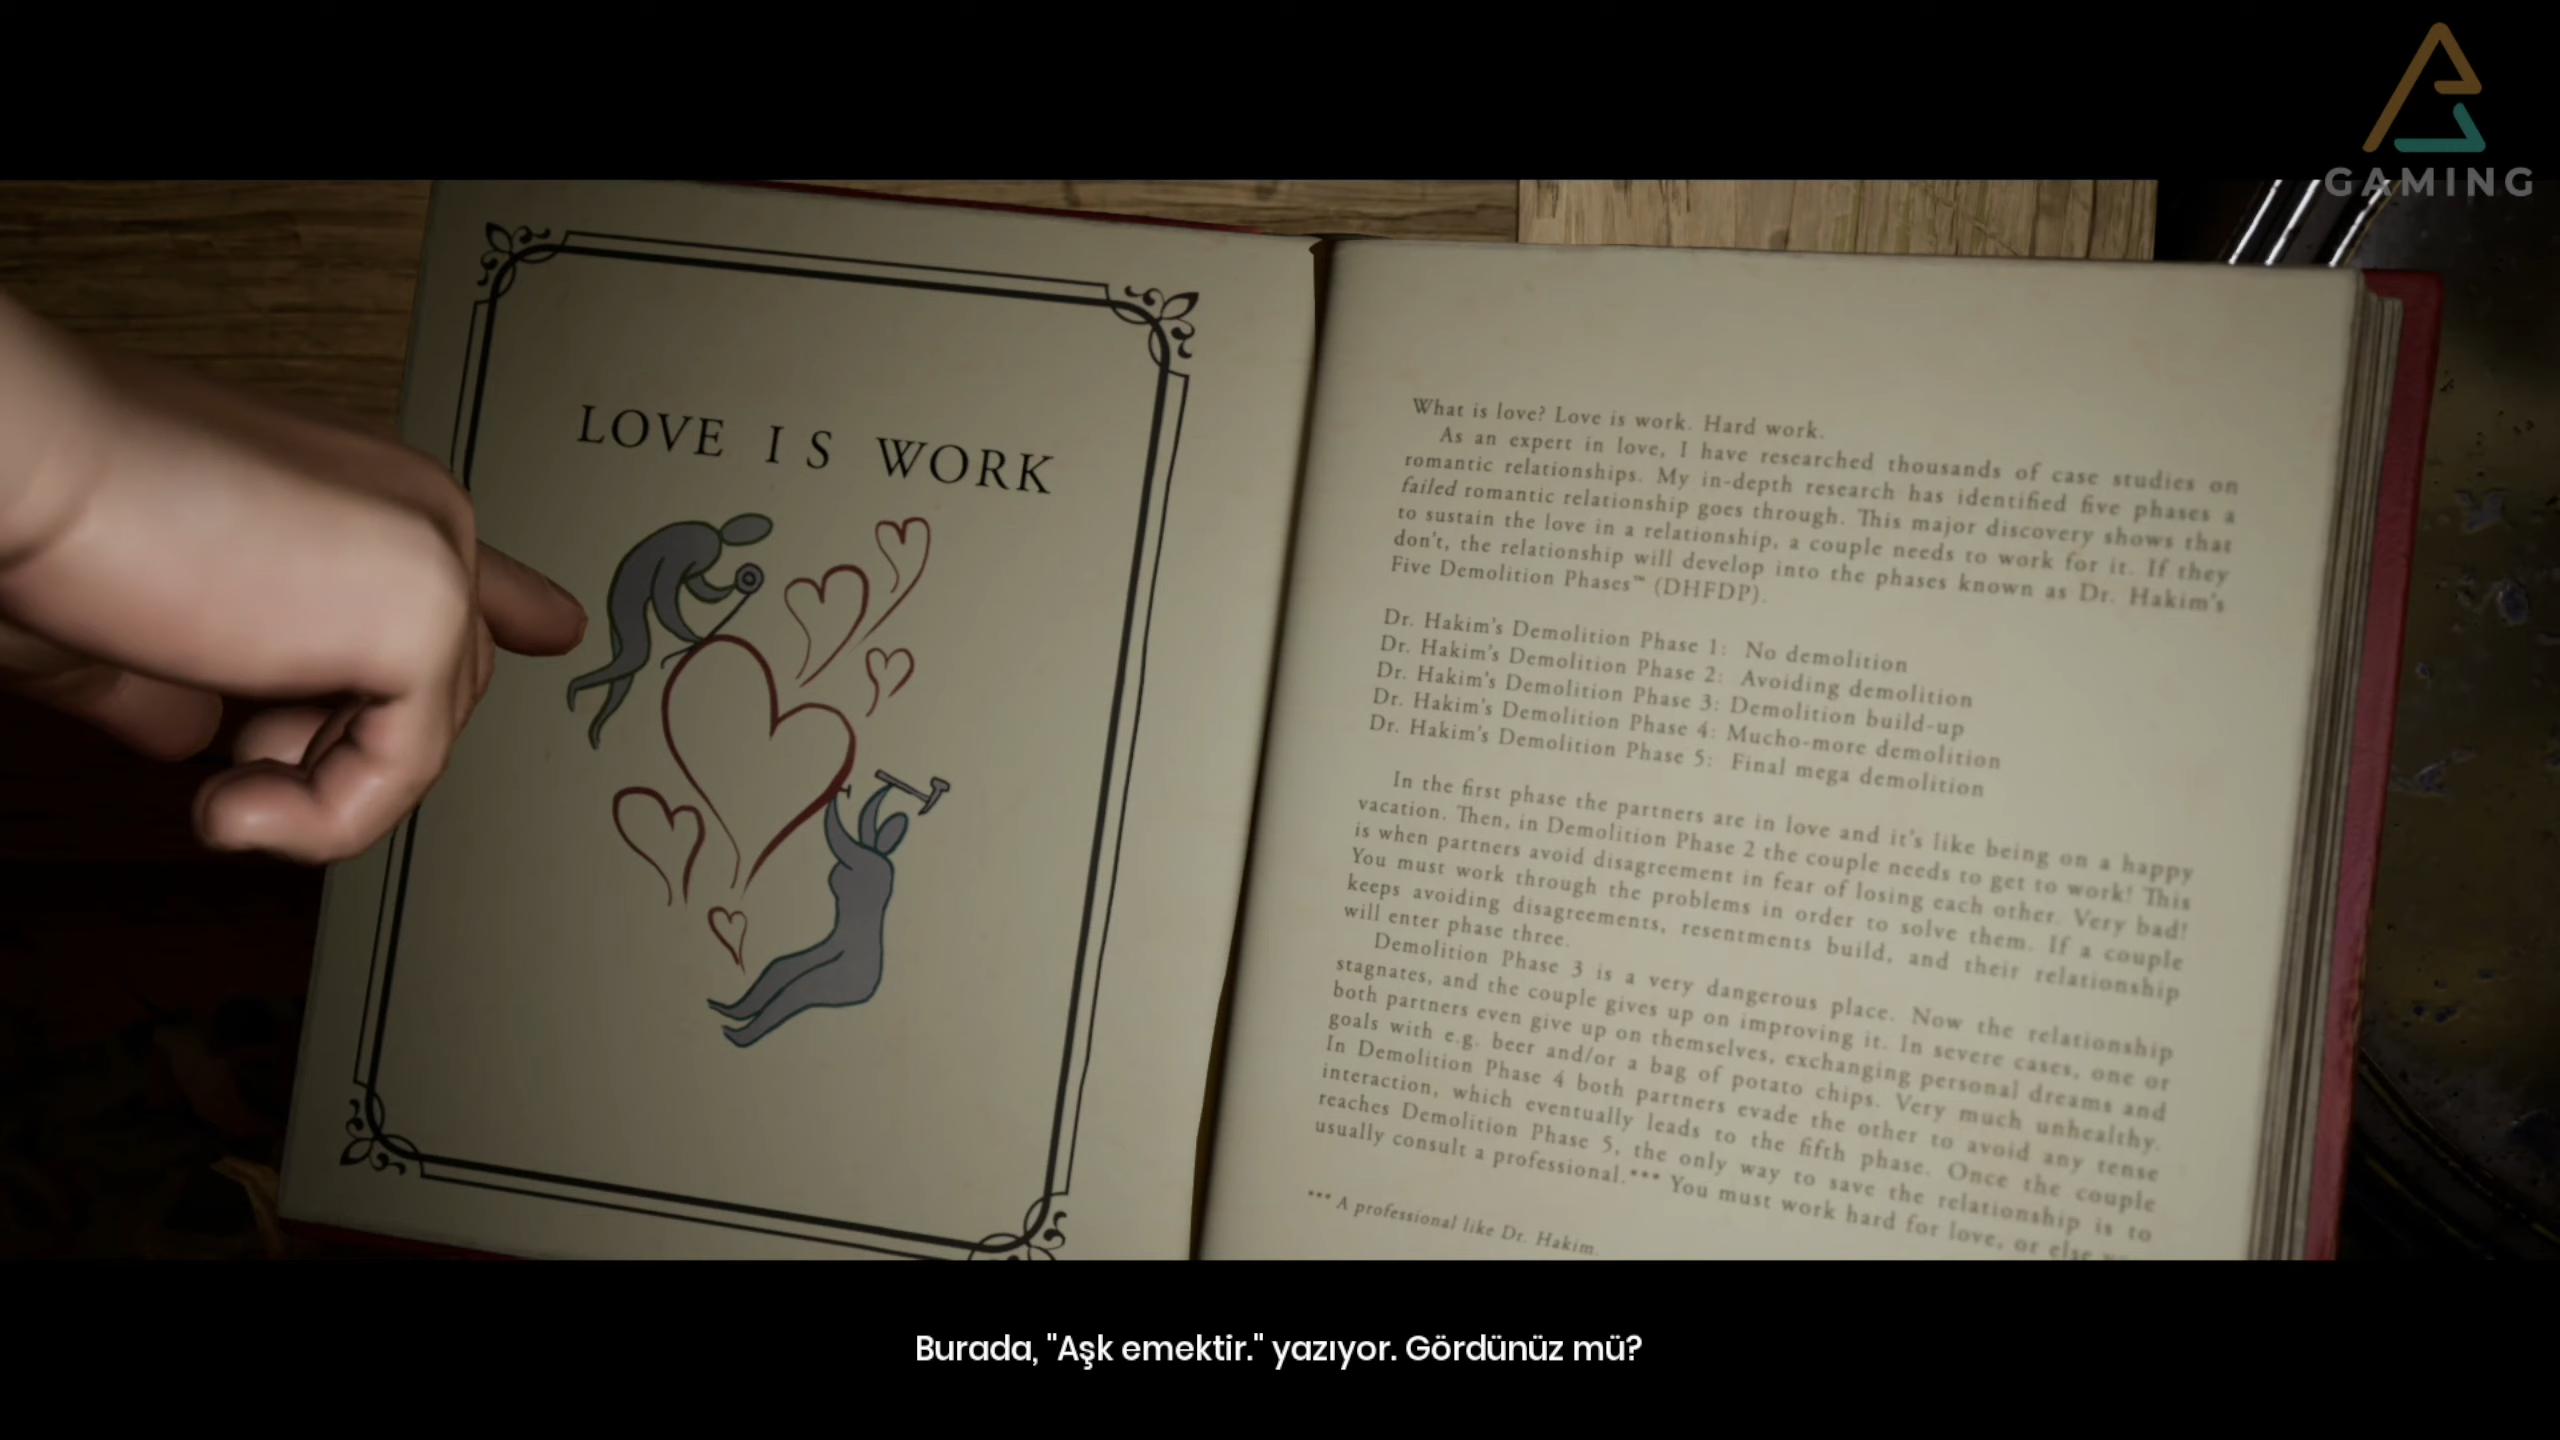 GAMING
LOVE IS WORK
What is love? Love is work. Hard work.
As an expert in love, I have researched thousands of case studies on
romantic relationships. My in-depth research has identified five phases a
failed romantic relationship goes through. This major discovery shows that
to sustain the love in a relationship, a couple needs to work for it. If they
don't, the relationship will develop into the phases known as Dr. Hakim's
Five Demolition Phases™ (DHFDP).
Dr. Hakim's Demolition Phase 1: No demolition
Dr. Hakim's Demolition Phase 2: Avoiding demolition
Dr. Hakim's Demolition Phase 3: Demolition build-up
Dr. Hakim's Demolition Phase 4: Mucho-more demolition
Dr. Hakim's Demolition Phase 5: Final mega demolition
In the first phase the partners are in love and it's like being on a happy
vacation. Then, in Demolition Phase 2 the couple needs to get to work! This
is when partners avoid disagreement in fear of losing each other. Very bad!
You must work through the problems in order to solve them. If a couple
keeps avoiding disagreements, resentments build, and their relationship
will enter phase three.
Demolition Phase 3 is a very dangerous place. Now the relationship
stagnates, and the couple gives up on improving it. In severe cases, one or
both partners even give up on themselves, exchanging personal dreams and
goals with e.g. beer and/or a bag of potato chips. Very much unhealthy.
In Demolition Phase 4 both partners evade the other to avoid any tense
interaction, which eventually leads to the fifth phase. Once the couple
reaches Demolition Phase 5, the only way to save the relationship is to
usually consult a professional.*** You must work hard for love, or else
*** A professional like Dr. Hakim.
Burada, "Aşk emektir." yazıyor. Gördünüz mü?